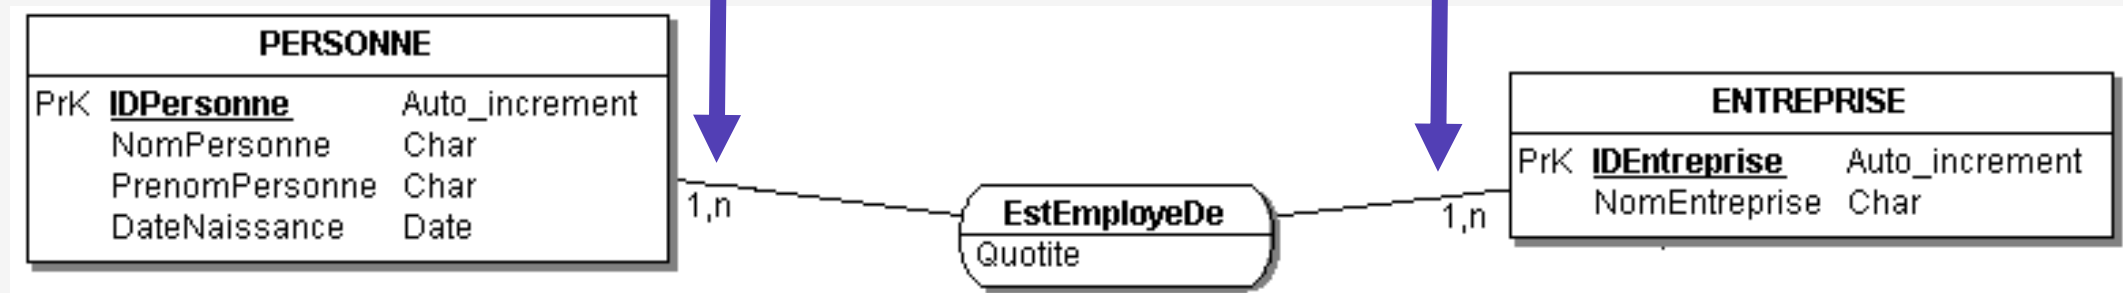 PERSONNE
PrK IDPersonne Auto_increment
NomPersonne Char
PrenomPersonne Char
DateNaissance Date
1,n
EstEmployeDe
Quotite
1,n
ENTREPRISE
PrK IDEntreprise Auto_increment
NomEntreprise Char